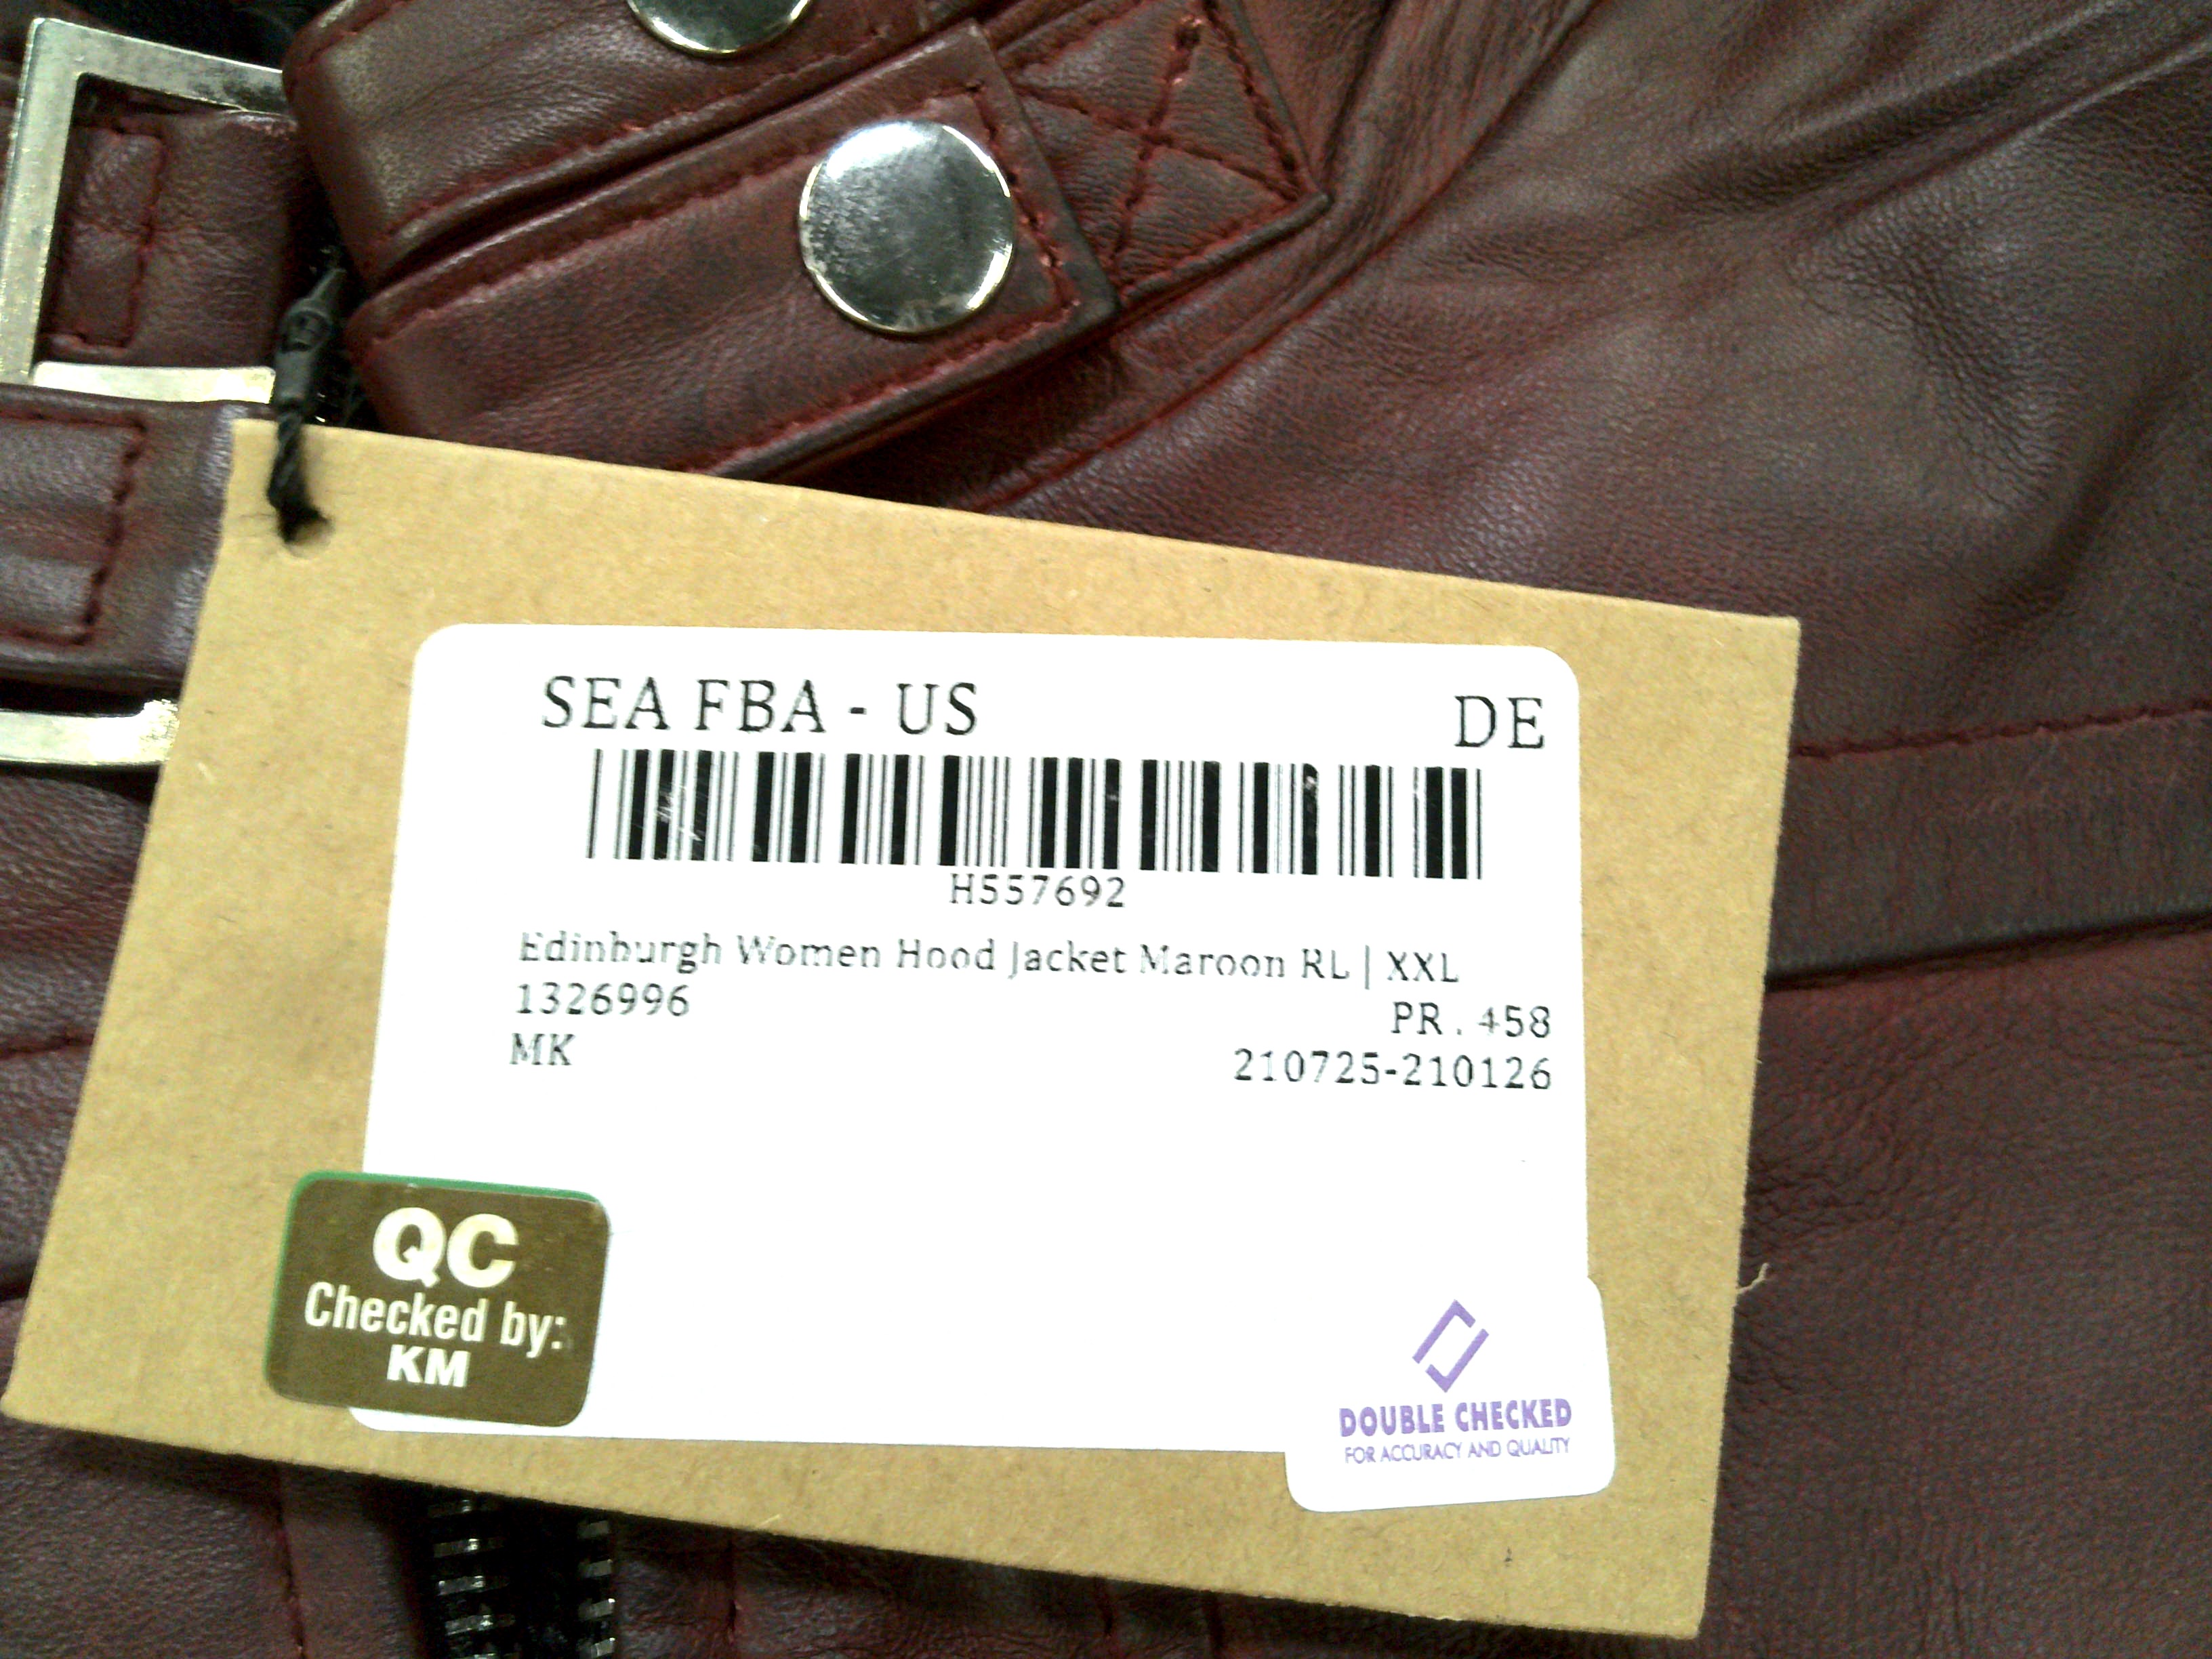 SEA FBA - US DE
H557692
Edinburgh Women Hood Jacket Maroon RL | XXL
1326996 PR. 458
MK 210725-210126
QC
Checked by:
KM
DOUBLE CHECKED
FOR ACCURACY AND QUALITY